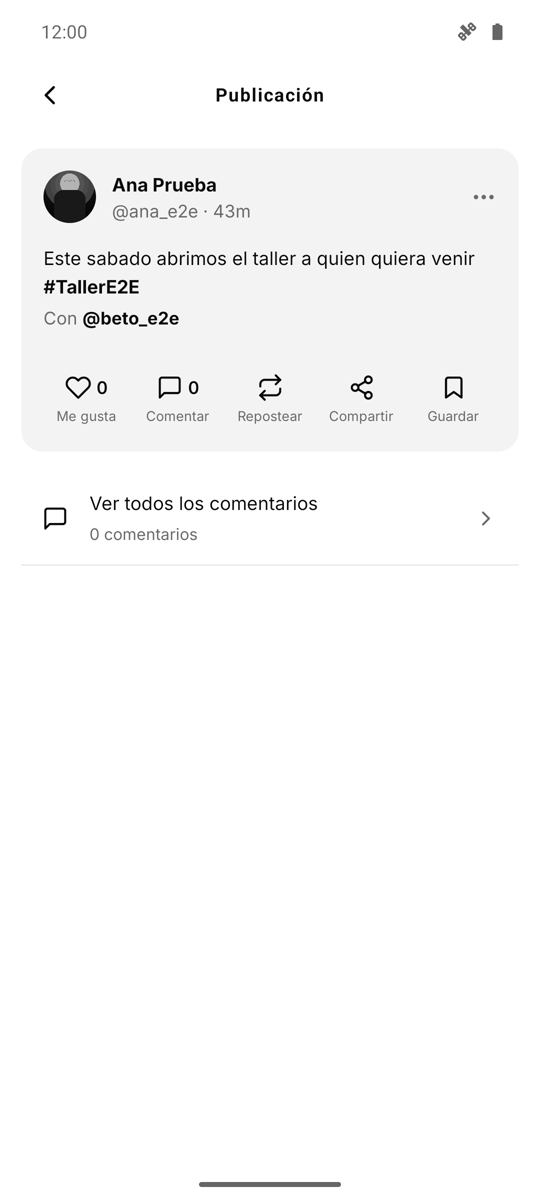 12:00
Publicación
Ana Prueba
@ana_e2e · 43m
Este sabado abrimos el taller a quien quiera venir
#TallerE2E
Con @beto_e2e
0 0
Me gusta Comentar Repostear Compartir Guardar
Ver todos los comentarios
0 comentarios